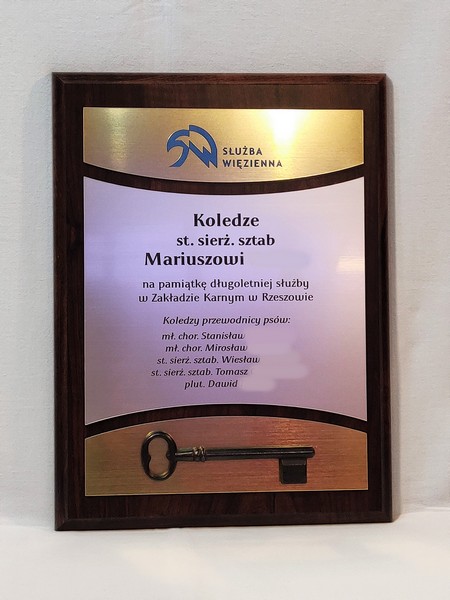 SŁUŻBA
WIĘZIENNA
Koledze
st. sierż. sztab
Mariuszowi
na pamiątkę długoletniej służby
w Zakładzie Karnym w Rzeszowie
Koledzy przewodnicy psów:
mł. chor. Stanisław
mł. chor. Mirosław
st. sierż. sztab. Wiesław
st. sierż. sztab. Tomasz
plut. Dawid